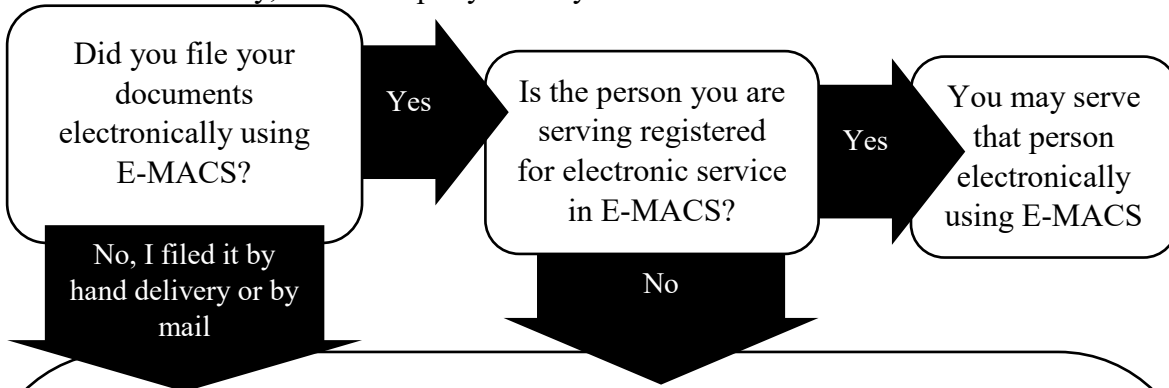 Did you file your
documents
electronically using
E-MACS?
Yes
Is the person you are
serving registered
for electronic service
in E-MACS?
Yes
You may serve
that person
electronically
using E-MACS
No, I filed it by
hand delivery or by
mail
No